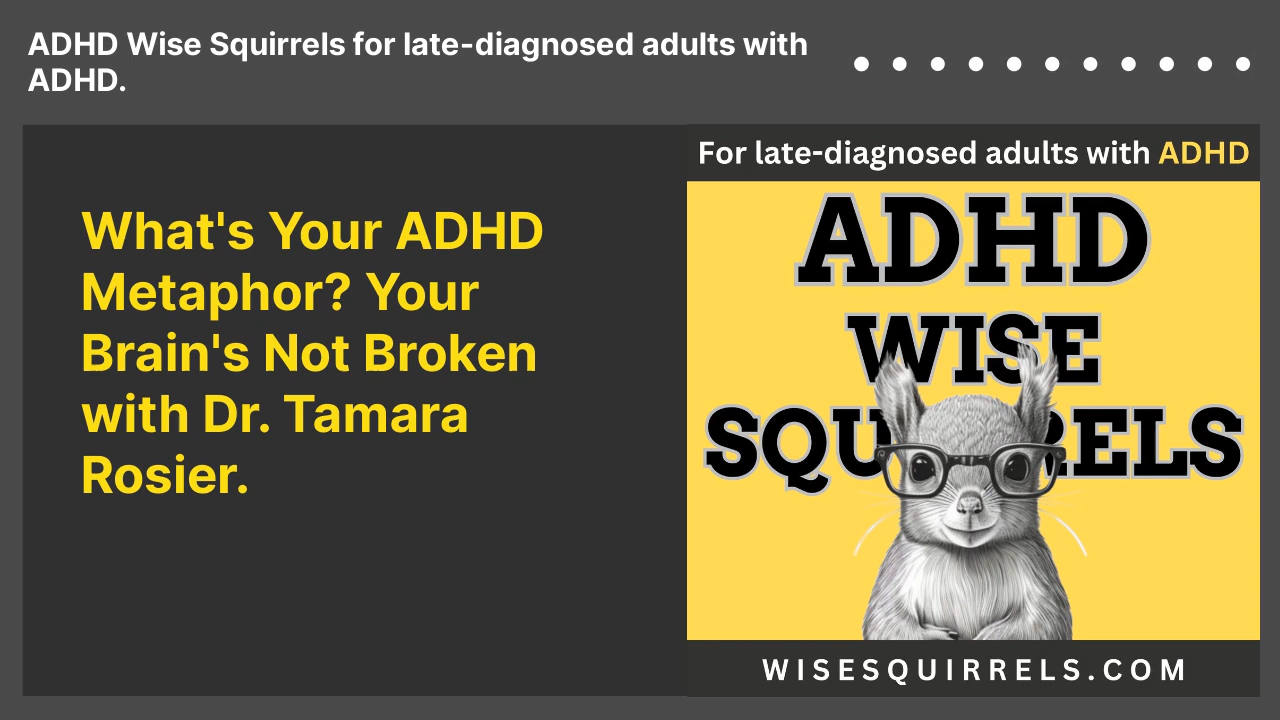 ADHD Wise Squirrels for late-diagnosed adults with
ADHD.
What's Your ADHD
Metaphor? Your
Brain's Not Broken
with Dr. Tamara
Rosier.
For late-diagnosed adults with ADHD
ADHD
WISE
SQUIRRELS
WISESQUIRRELS.COM